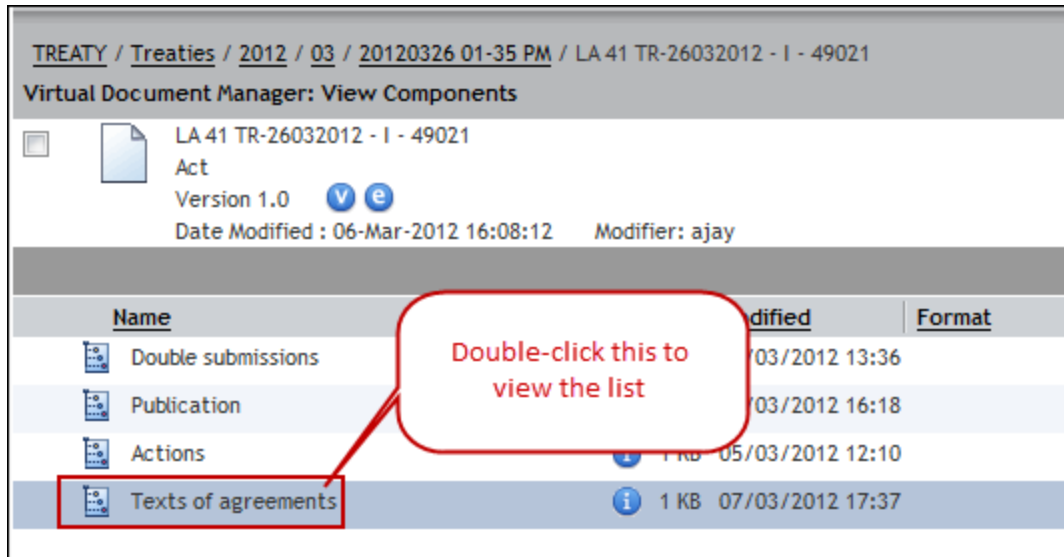 TREATY / Treaties / 2012 / 03 / 20120326 01-35 PM / LA 41 TR-26032012 - I - 49021
Virtual Document Manager: View Components
LA 41 TR-26032012 - I - 49021
Act
Version 1.0 v e
Date Modified : 06-Mar-2012 16:08:12 Modifier: ajay
Name Format
Double submissions /03/2012 13:36
Double-click this to
view the list
Publication /03/2012 16:18
Actions i 1 KB 05/03/2012 12:10
Texts of agreements i 1 KB 07/03/2012 17:37